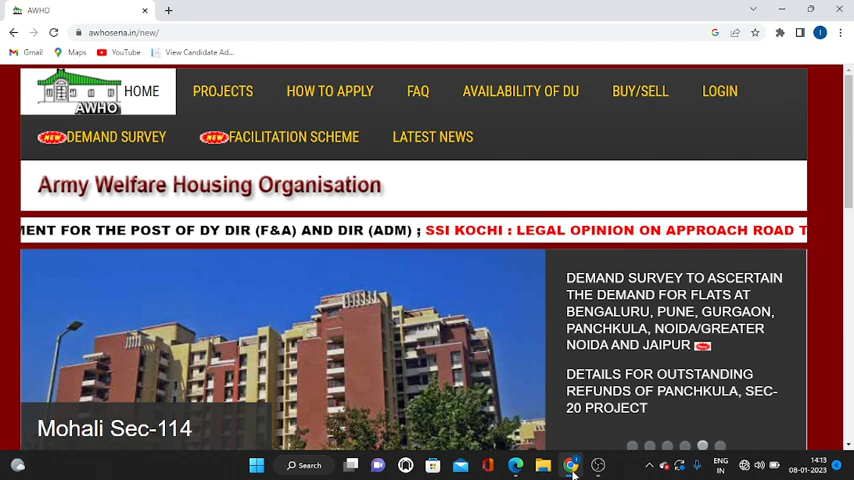 AWHO
awhosena.in/new/
Gmail Maps YouTube View Candidate Ad...
HOME PROJECTS HOW TO APPLY FAQ AVAILABILITY OF DU BUY/SELL LOGIN
AWHO
NEW DEMAND SURVEY NEW FACILITATION SCHEME LATEST NEWS
Army Welfare Housing Organisation
MENT FOR THE POST OF DY DIR (F&A) AND DIR (ADM) ; SSI KOCHI : LEGAL OPINION ON APPROACH ROAD T
DEMAND SURVEY TO ASCERTAIN
THE DEMAND FOR FLATS AT
BENGALURU, PUNE, GURGAON,
PANCHKULA, NOIDA/GREATER
NOIDA AND JAIPUR
DETAILS FOR OUTSTANDING
REFUNDS OF PANCHKULA, SEC-
20 PROJECT
Mohali Sec-114
Search
ENG
IN
14:13
08-01-2023